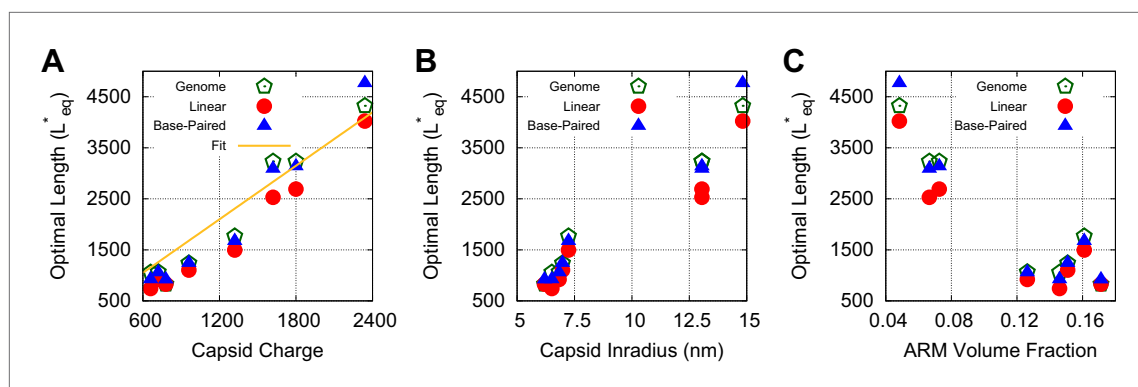 A
Optimal Length (L*eq)
4500
3500
2500
1500
500
600 1200 1800 2400
Capsid Charge
Genome
Linear
Base-Paired
Fit
B
Optimal Length (L*eq)
4500
3500
2500
1500
500
5 7.5 10 12.5 15
Capsid Inradius (nm)
Genome
Linear
Base-Paired
C
Optimal Length (L*eq)
4500
3500
2500
1500
500
0.04 0.08 0.12 0.16
ARM Volume Fraction
Genome
Linear
Base-Paired